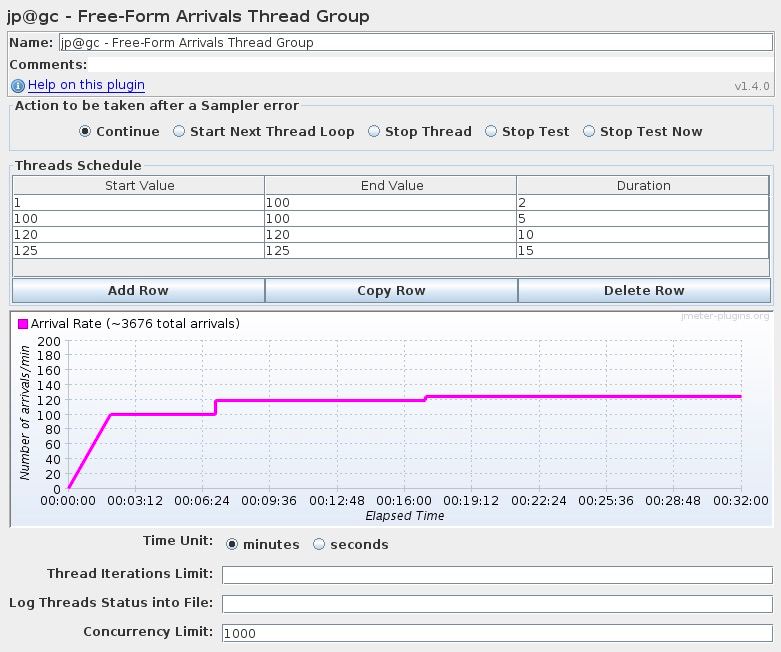 jp@gc - Free-Form Arrivals Thread Group
Name: jp@gc - Free-Form Arrivals Thread Group
Comments:
Help on this plugin v1.4.0
Action to be taken after a Sampler error
Continue Start Next Thread Loop Stop Thread Stop Test Stop Test Now
Threads Schedule
Start Value End Value Duration
1 100 2
100 100 5
120 120 10
125 125 15
Add Row Copy Row Delete Row
jmeter-plugins.org
Arrival Rate (~3676 total arrivals)
Number of arrivals/min
200
180
160
140
120
100
80
60
40
20
0
00:00:00 00:03:12 00:06:24 00:09:36 00:12:48 00:16:00 00:19:12 00:22:24 00:25:36 00:28:48 00:32:00
Elapsed Time
Time Unit: minutes seconds
Thread Iterations Limit:
Log Threads Status into File:
Concurrency Limit: 1000